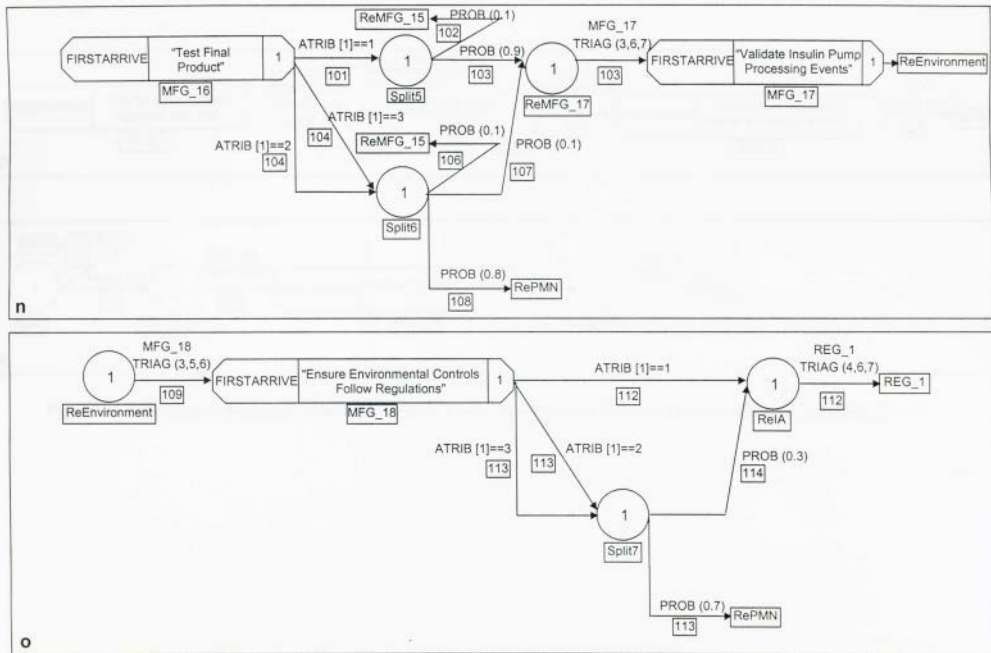 ReMFG_15
PROB (0.1)
102
FIRSTARRIVE
"Test Final
Product"
1
MFG_16
ATRIB [1]==1
101
1
Split5
PROB (0.9)
103
1
ReMFG_17
MFG_17
TRIAG (3,6,7)
103
FIRSTARRIVE
"Validate Insulin Pump
Processing Events"
1
MFG_17
ReEnvironment
ATRIB [1]==3
104
ATRIB [1]==2
104
ReMFG_15
PROB (0.1)
106
PROB (0.1)
107
1
Split6
PROB (0.8)
108
RePMN
n
1
ReEnvironment
MFG_18
TRIAG (3,5,6)
109
FIRSTARRIVE
"Ensure Environmental Controls
Follow Regulations"
1
MFG_18
ATRIB [1]==1
112
1
ReIA
REG_1
TRIAG (4,6,7)
112
REG_1
ATRIB [1]==3
113
113
ATRIB [1]==2
PROB (0.3)
114
1
Split7
PROB (0.7)
113
RePMN
o